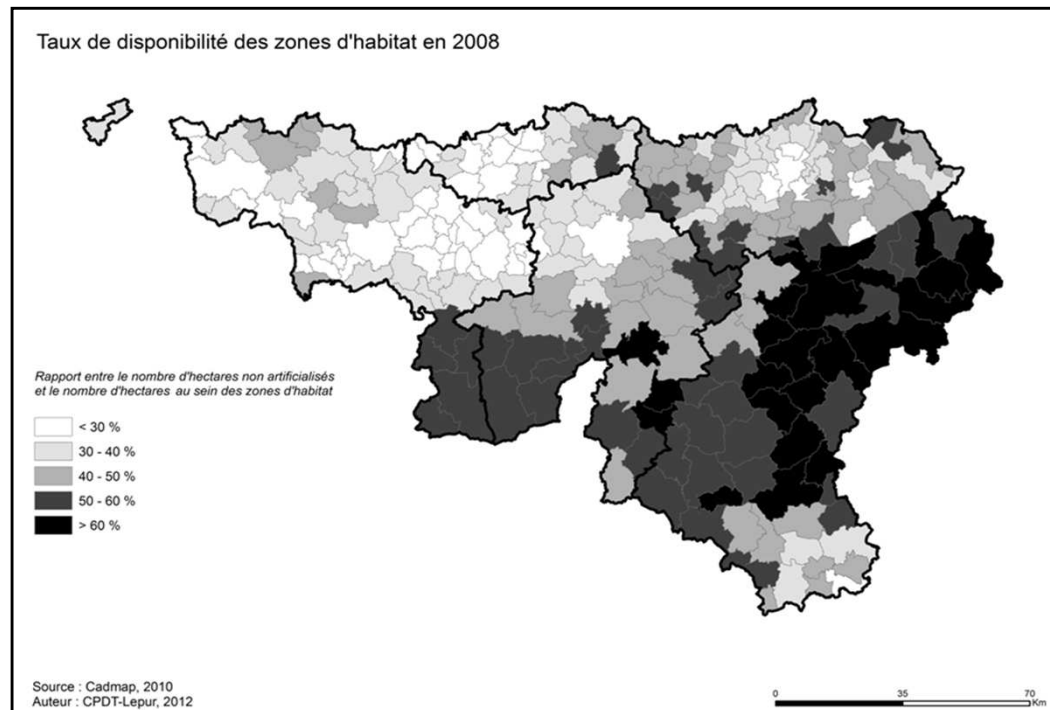 Taux de disponibilité des zones d'habitat en 2008
Rapport entre le nombre d'hectares non artificialisés
et le nombre d'hectares au sein des zones d'habitat
< 30 %
30 - 40 %
40 - 50 %
50 - 60 %
> 60 %
Source : Cadmap, 2010
Auteur : CPDT-Lepur, 2012
0 35 70
Km